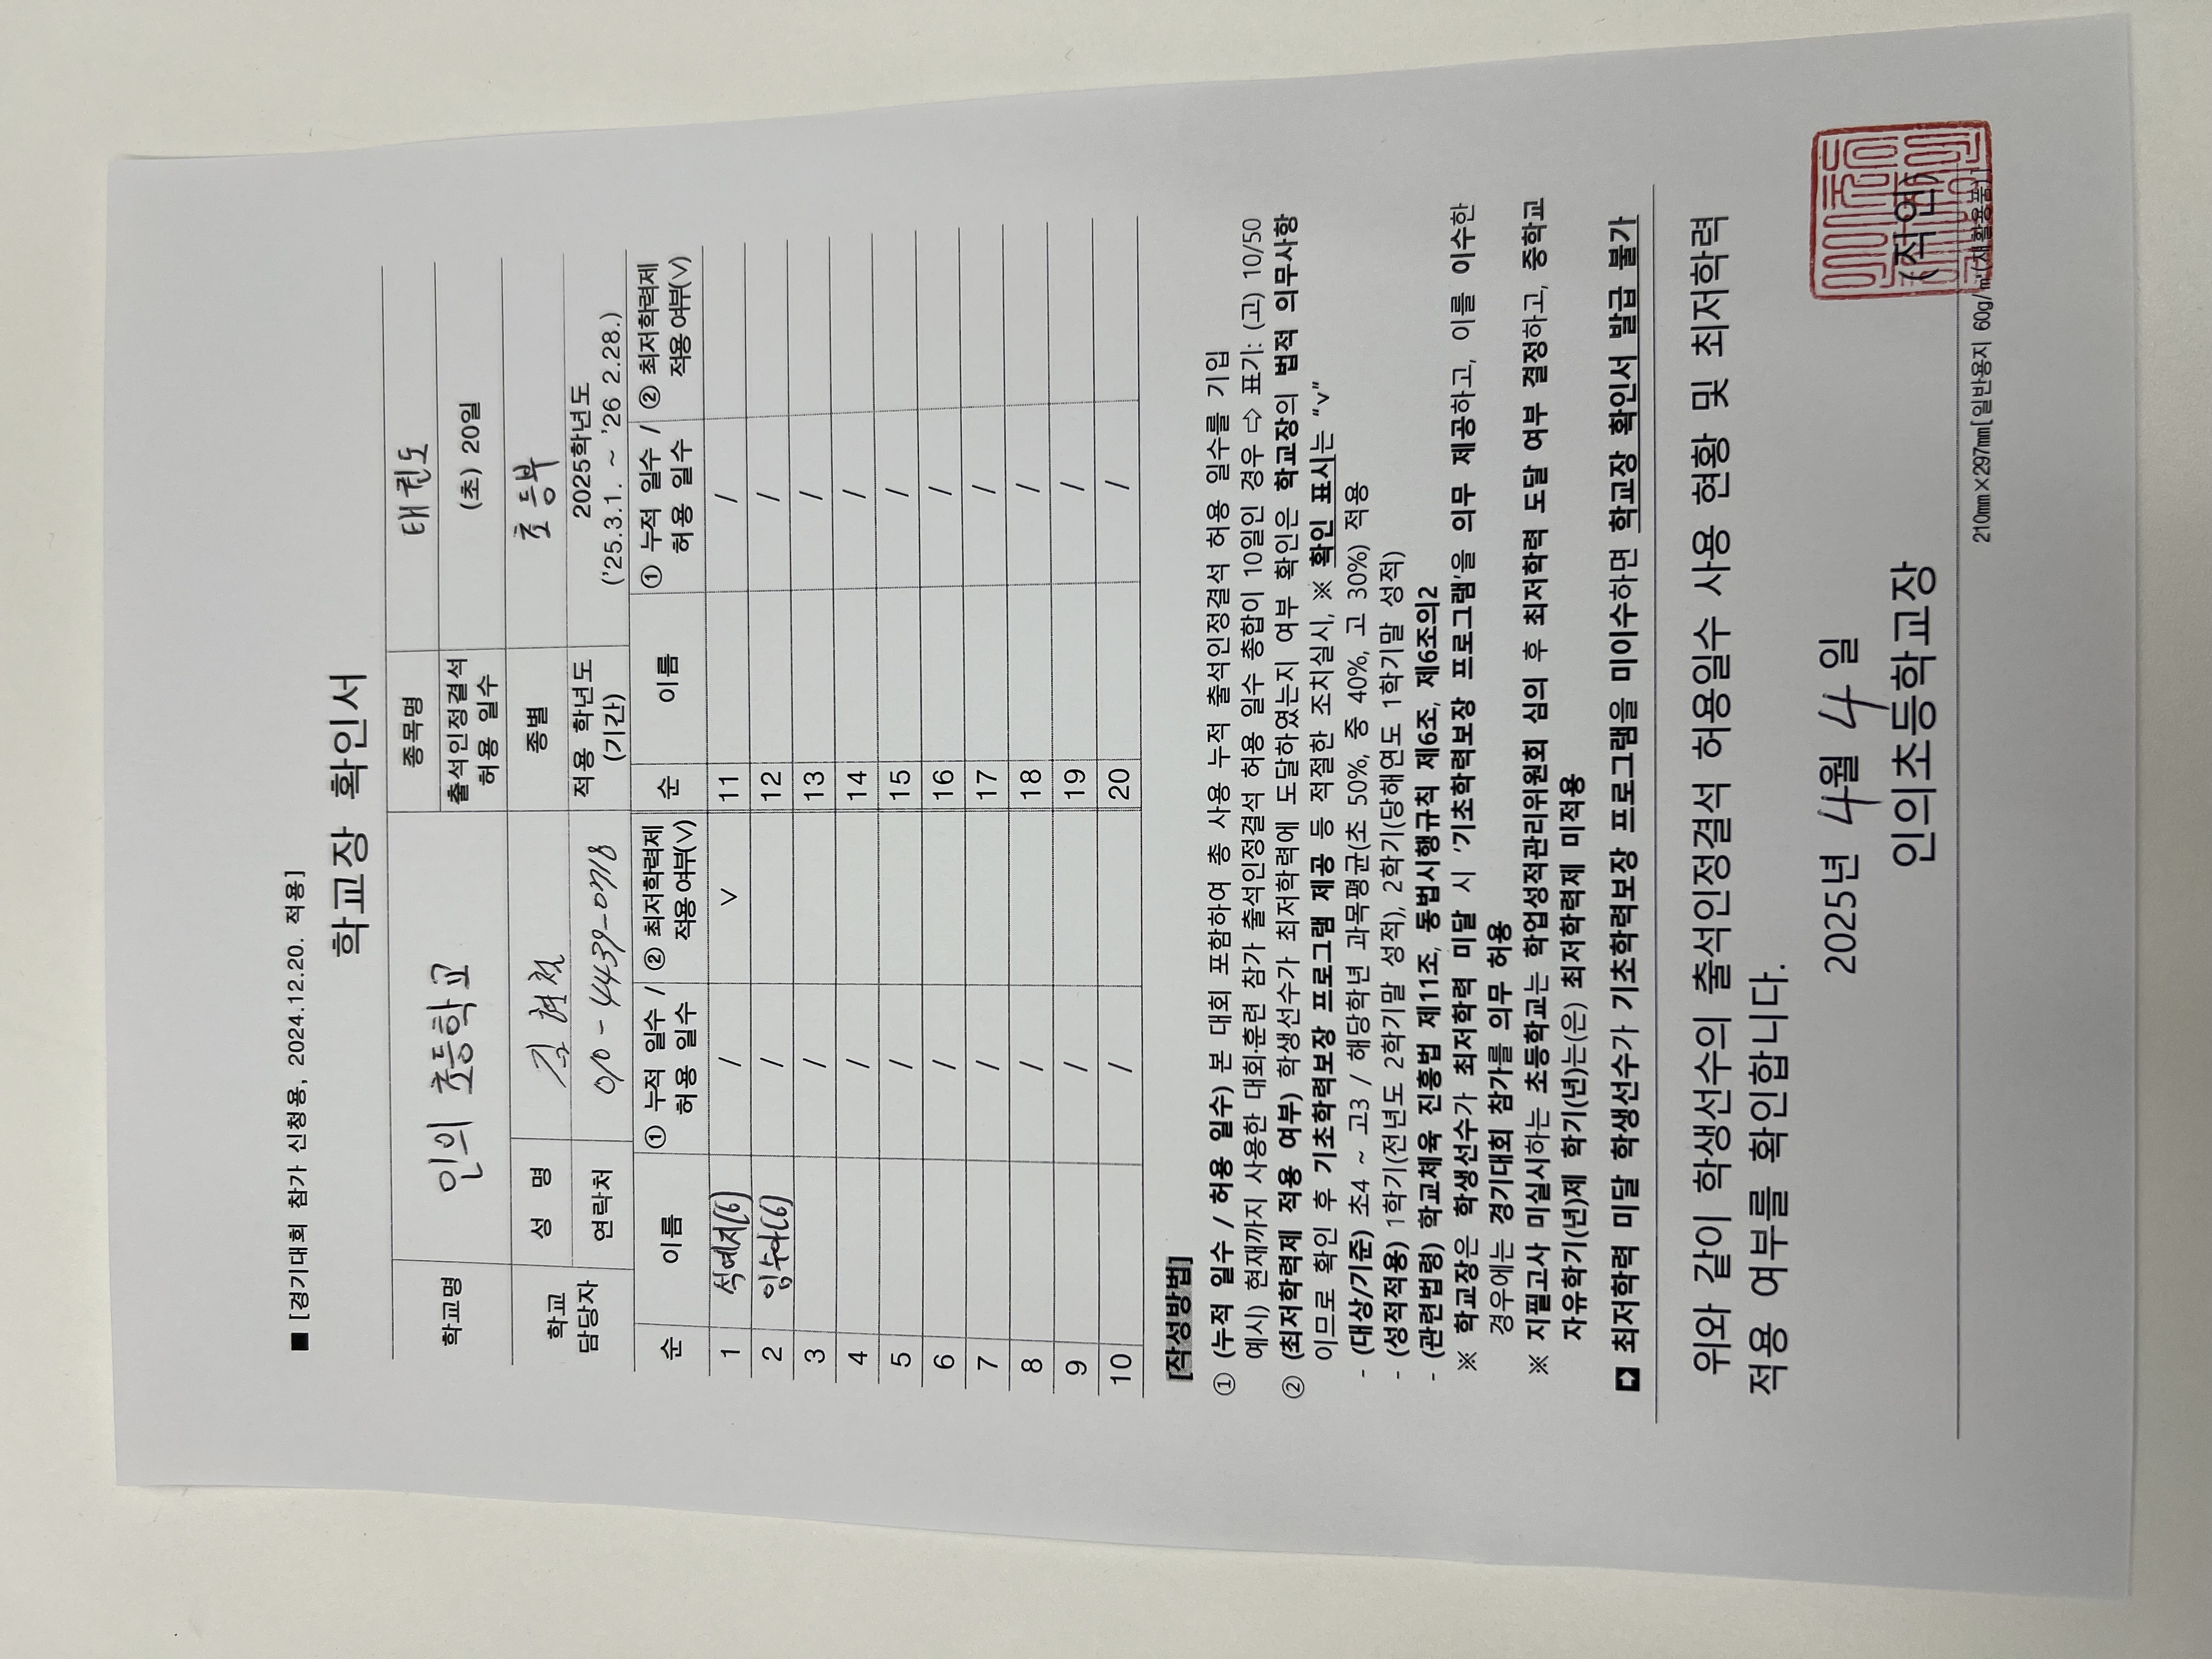 ■ [경기대회 참가 신청용, 2024.12.20. 적용]
학교장 확인서
학교명 인의 초등학교 종목명 태권도
출석인정결석 허용 일수 (초) 20일
학교 담당자 성 명 김 현철 종별 초등부
연락처 010-4439-0718 적용 학년도 (기간) 2025학년도 ('25.3.1. ~ '26 2.28.)
순 이름 ① 누적 일수 / 허용 일수 ② 최저학력제 적용 여부(∨) 순 이름 ① 누적 일수 / 허용 일수 ② 최저학력제 적용 여부(∨)
1 석예지(6) / ∨ 11 /
2 임수아(6) / 12 /
3 / 13 /
4 / 14 /
5 / 15 /
6 / 16 /
7 / 17 /
8 / 18 /
9 / 19 /
10 / 20 /
[작성방법]
① (누적 일수 / 허용 일수) 본 대회 포함하여 총 사용 누적 출석인정결석 허용 일수를 기입
예시) 현재까지 사용한 대회·훈련 참가 출석인정결석 허용 일수 총합이 10일인 경우 ⇨ 표기: (고) 10/50
② (최저학력제 적용 여부) 학생선수가 최저학력에 도달하였는지 여부 확인은 학교장의 법적 의무사항
이므로 확인 후 기초학력보장 프로그램 제공 등 적절한 조치실시, ※ 확인 표시는 "∨"
- (대상/기준) 초4 ~ 고3 / 해당학년 과목평균(초 50%, 중 40%, 고 30%) 적용
- (성적적용) 1학기(전년도 2학기말 성적), 2학기(당해연도 1학기말 성적)
- (관련법령) 학교체육 진흥법 제11조, 동법시행규칙 제6조, 제6조의2
※ 학교장은 학생선수가 최저학력 미달 시 '기초학력보장 프로그램'을 의무 제공하고, 이를 이수한
경우에는 경기대회 참가를 의무 허용
※ 지필고사 미실시하는 초등학교는 학업성적관리위원회 심의 후 최저학력 도달 여부 결정하고, 중학교
자유학기(년)제 학기(년)는(은) 최저학력제 미적용
➡ 최저학력 미달 학생선수가 기초학력보장 프로그램을 미이수하면 학교장 확인서 발급 불가
위와 같이 학생선수의 출석인정결석 허용일수 사용 현황 및 최저학력
적용 여부를 확인합니다.
2025년 4월 4일
인의초등학교장 (직인)
210㎜×297㎜[일반용지 60g/㎡(재활용품)]